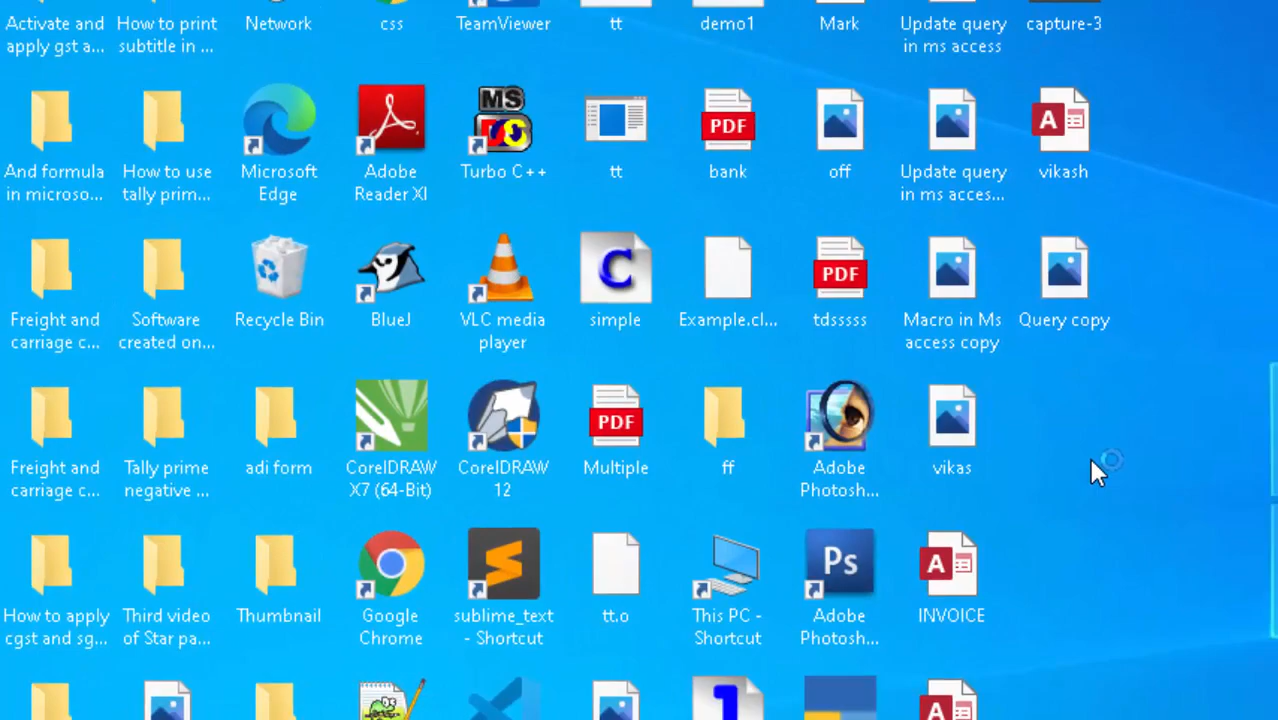 Activate and
apply gst a...
How to print
subtitle in ...
Network
css
TeamViewer
tt
demo1
Mark
Update query
in ms access
capture-3
And formula
in microso...
How to use
tally prim...
Microsoft
Edge
Adobe
Reader XI
MS
Turbo C++
tt
PDF
bank
off
Update query
in ms acces...
A
vikash
Freight and
carriage c...
Software
created on...
Recycle Bin
BlueJ
VLC media
player
C
simple
Example.cl...
PDF
tdsssss
Macro in Ms
access copy
Query copy
Freight and
carriage c...
Tally prime
negative ...
adi form
CorelDRAW
X7 (64-Bit)
CorelDRAW
12
PDF
Multiple
ff
Adobe
Photosh...
vikas
How to apply
cgst and sg...
Third video
of Star pa...
Thumbnail
Google
Chrome
sublime_text
- Shortcut
tt.o
This PC -
Shortcut
Ps
Adobe
Photosh...
A
INVOICE
1
A